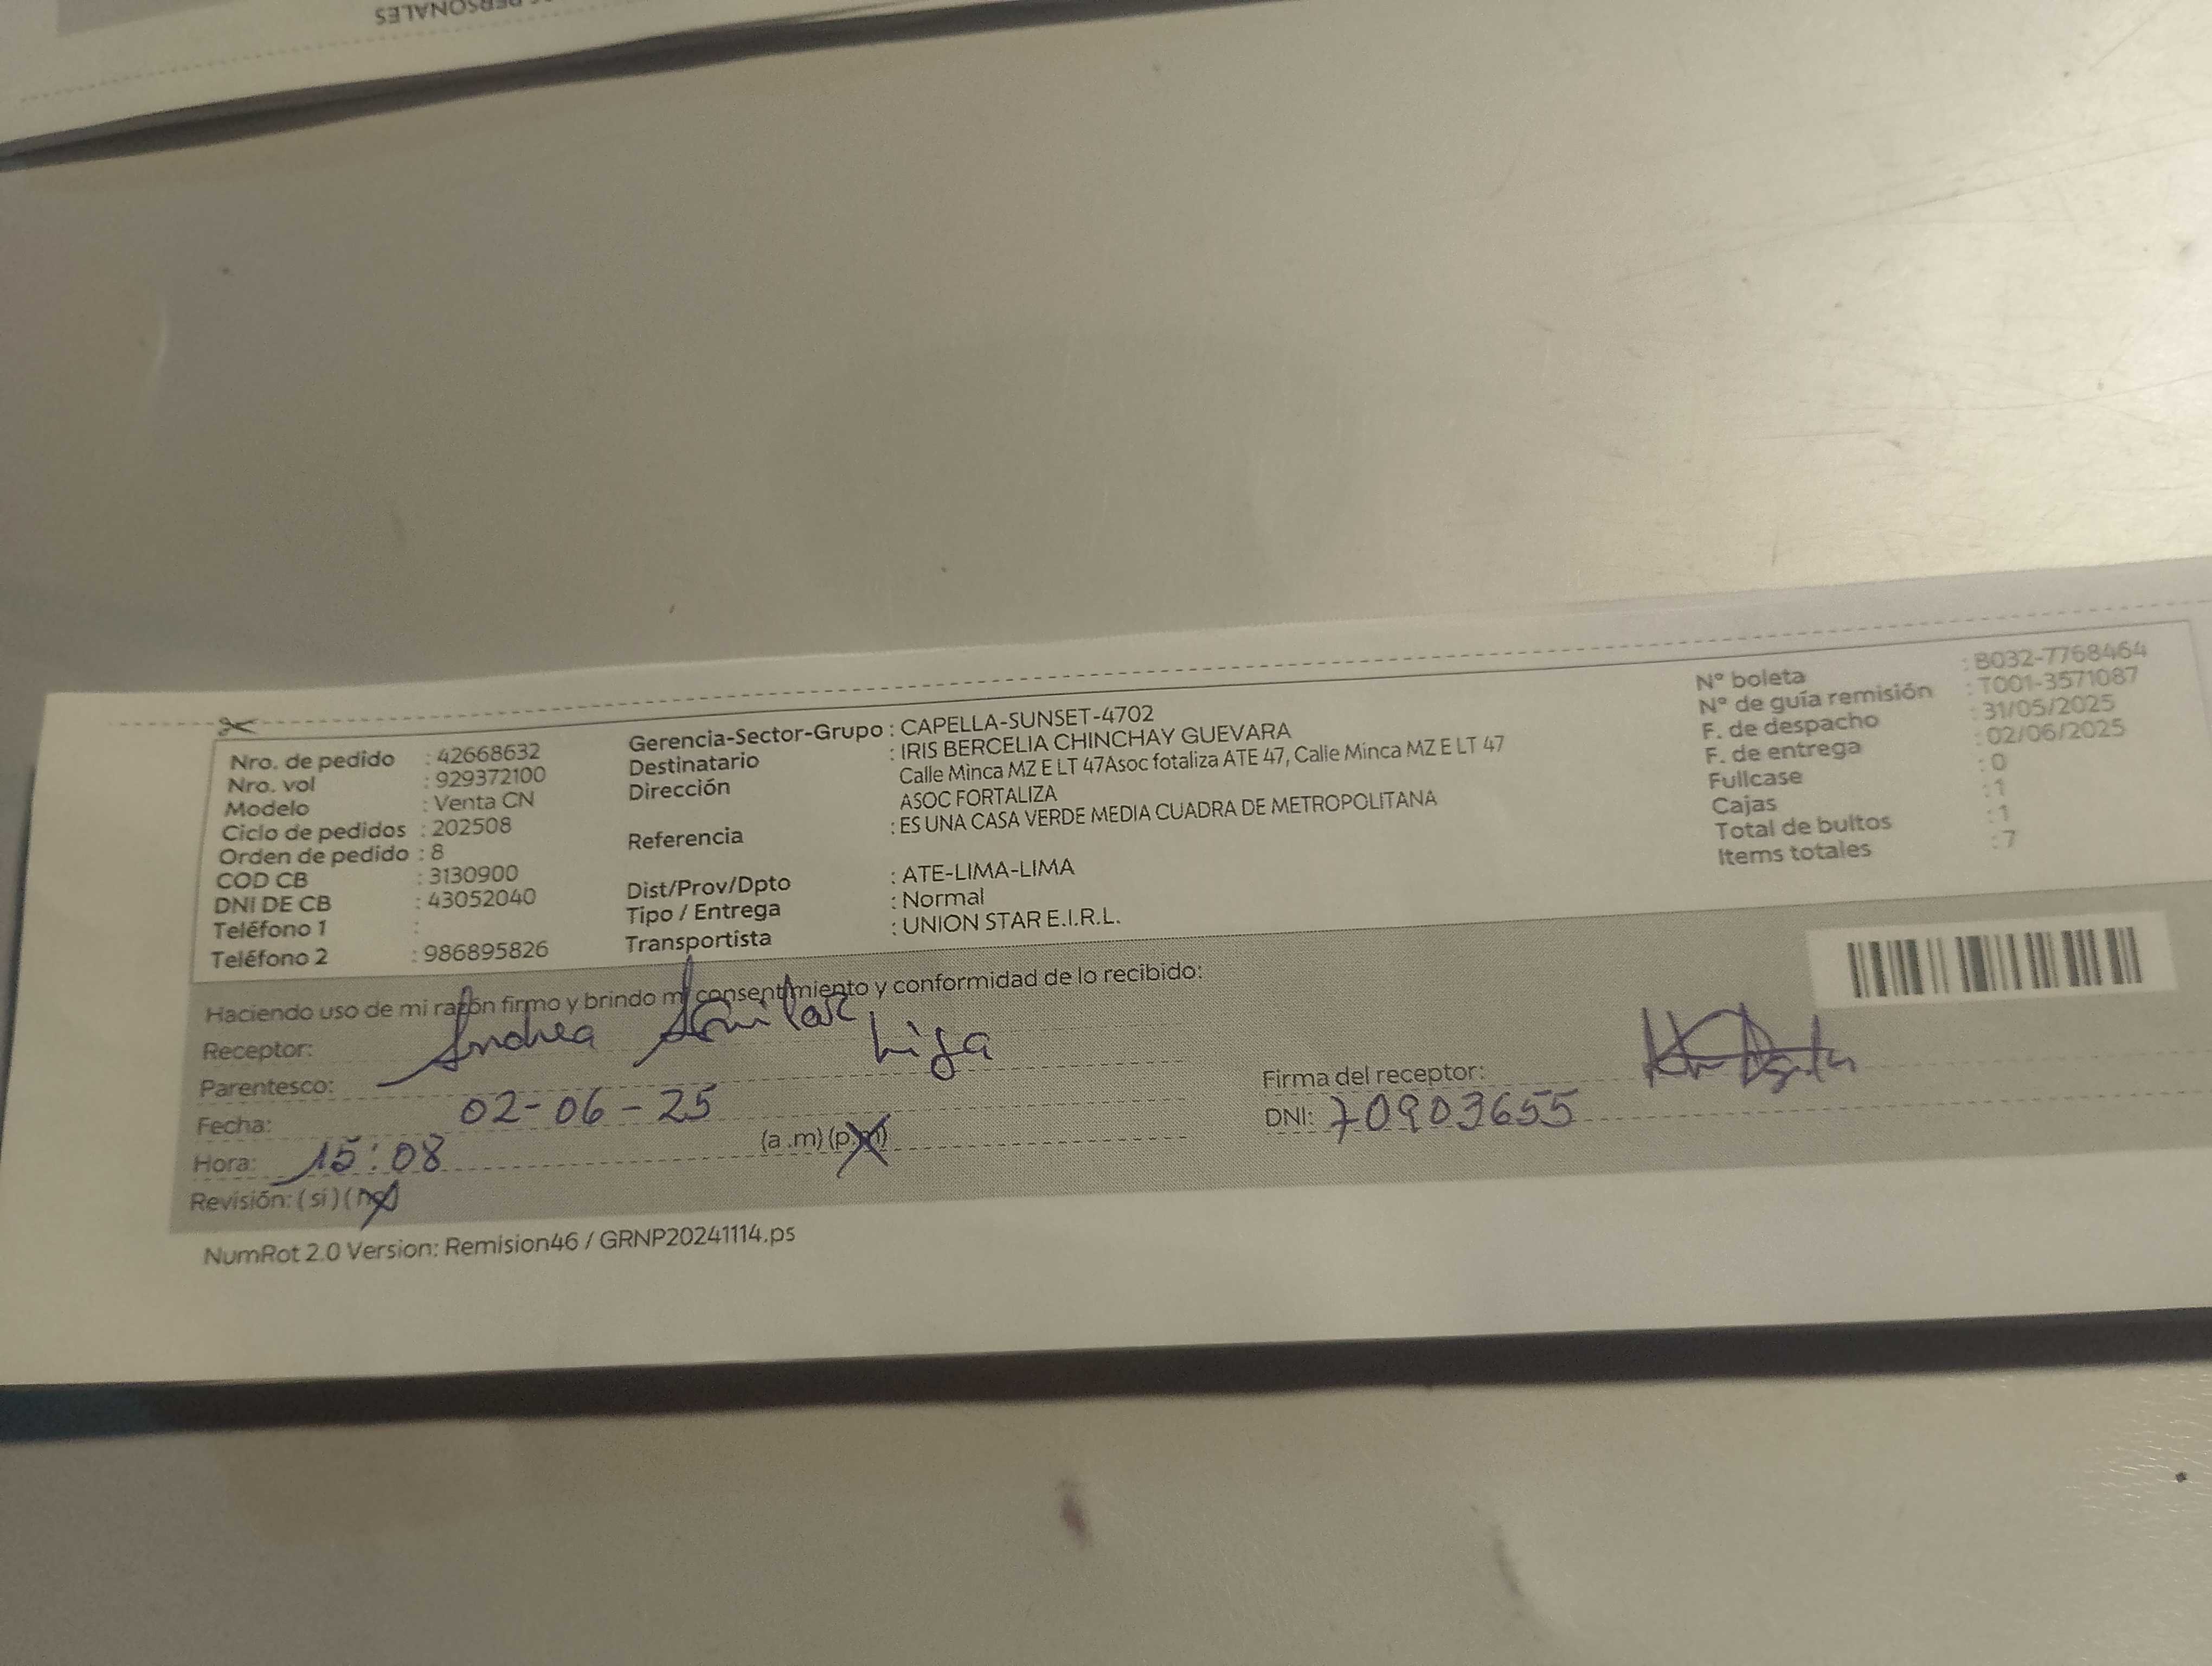 PERSONALES
Nro. de pedido : 42668632
Nro. vol : 929372100
Modelo : Venta CN
Ciclo de pedidos : 202508
Orden de pedido : 8
COD CB : 3130900
DNI DE CB : 43052040
Teléfono 1 :
Teléfono 2 : 986895826
Gerencia-Sector-Grupo : CAPELLA-SUNSET-4702
Destinatario : IRIS BERCELIA CHINCHAY GUEVARA
Dirección Calle Minca MZ E LT 47Asoc fotaliza ATE 47, Calle Minca MZ E LT 47
ASOC FORTALIZA
Referencia : ES UNA CASA VERDE MEDIA CUADRA DE METROPOLITANA
Dist/Prov/Dpto : ATE-LIMA-LIMA
Tipo / Entrega : Normal
Transportista : UNION STAR E.I.R.L.
N° boleta : B032-7768464
N° de guía remisión : T001-3571087
F. de despacho : 31/05/2025
F. de entrega : 02/06/2025
Fullcase : 0
Cajas : 1
Total de bultos : 1
Items totales : 7
Haciendo uso de mi razón firmo y brindo mi consentimiento y conformidad de lo recibido:
Receptor: Andrea Aguilar
Parentesco: hija
Fecha: 02-06-25
Hora: 15:08 (a .m) (p.m)
Revisión: (si) (no)
Firma del receptor:
DNI: 70903655
NumRot 2.0 Version: Remision46 / GRNP20241114.ps